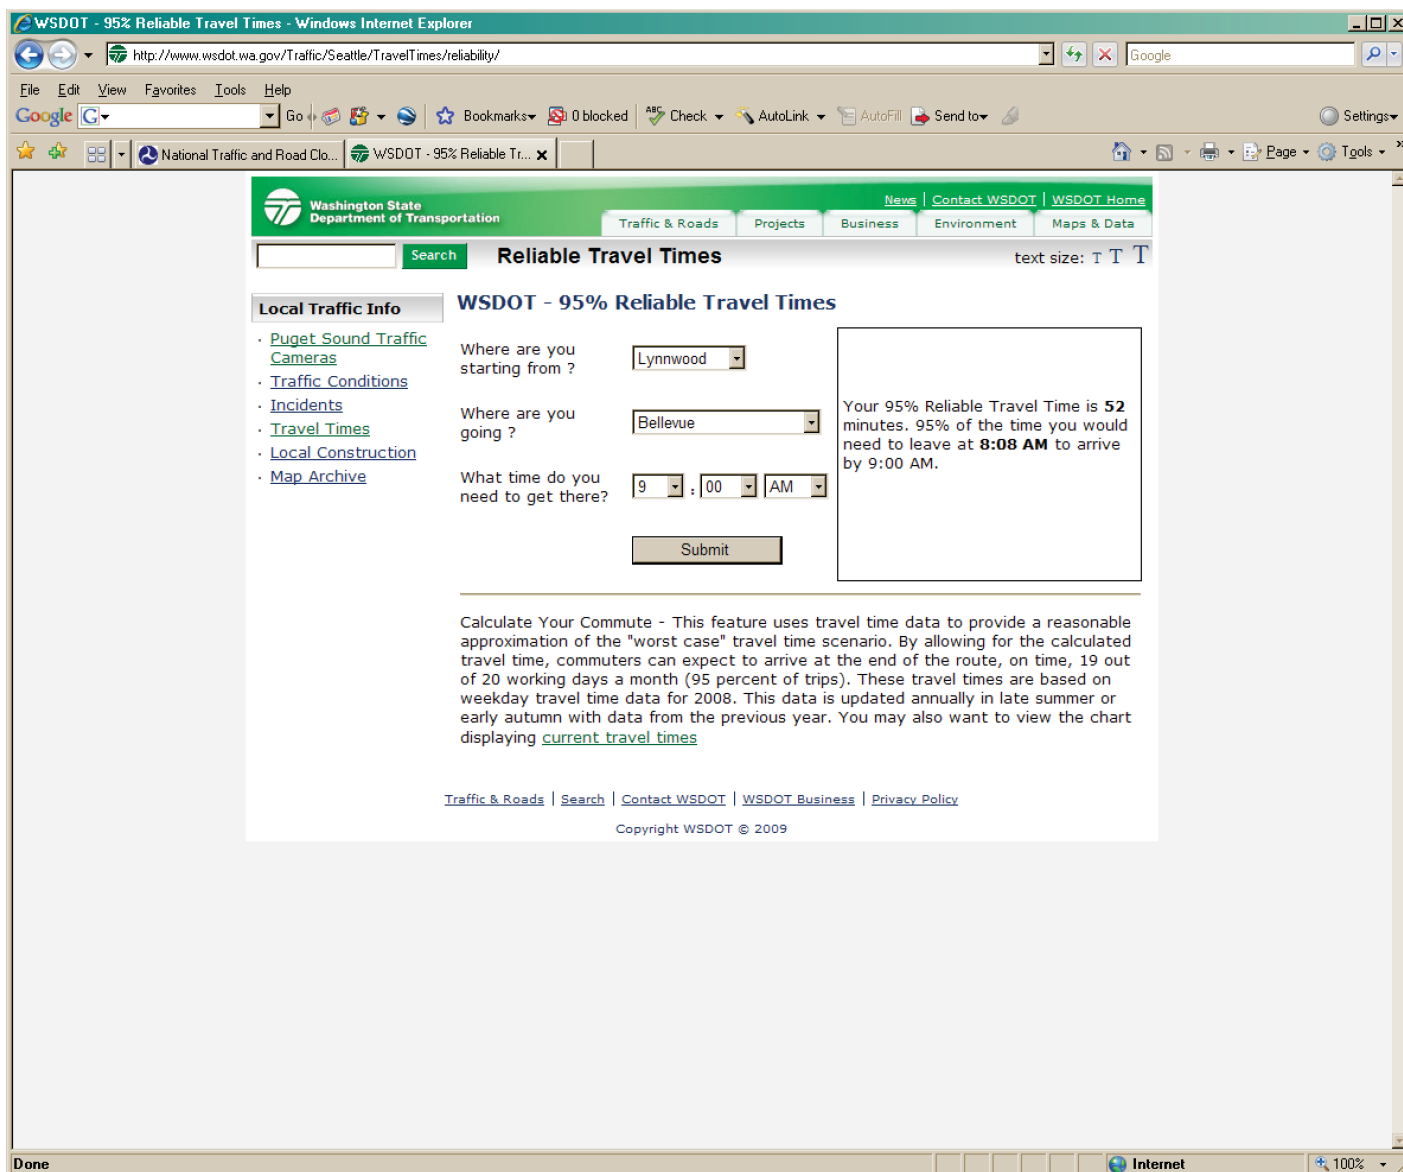 WSDOT - 95% Reliable Travel Times - Windows Internet Explorer
http://www.wsdot.wa.gov/Traffic/Seattle/TravelTimes/reliability/
Google
File Edit View Favorites Tools Help
Google G Go Bookmarks 0 blocked ABC Check AutoLink AutoFill Send to Settings
National Traffic and Road Clo... WSDOT - 95% Reliable Tr... Page Tools »
Washington State
Department of Transportation
News | Contact WSDOT | WSDOT Home
Traffic & Roads Projects Business Environment Maps & Data
Search Reliable Travel Times text size: T T T
Local Traffic Info
· Puget Sound Traffic
Cameras
· Traffic Conditions
· Incidents
· Travel Times
· Local Construction
· Map Archive
WSDOT - 95% Reliable Travel Times
Where are you
starting from ?
Lynnwood
Where are you
going ?
Bellevue
What time do you
need to get there?
9 : 00 AM
Submit
Your 95% Reliable Travel Time is 52
minutes. 95% of the time you would
need to leave at 8:08 AM to arrive
by 9:00 AM.
Calculate Your Commute - This feature uses travel time data to provide a reasonable
approximation of the "worst case" travel time scenario. By allowing for the calculated
travel time, commuters can expect to arrive at the end of the route, on time, 19 out
of 20 working days a month (95 percent of trips). These travel times are based on
weekday travel time data for 2008. This data is updated annually in late summer or
early autumn with data from the previous year. You may also want to view the chart
displaying current travel times
Traffic & Roads | Search | Contact WSDOT | WSDOT Business | Privacy Policy
Copyright WSDOT © 2009
Done Internet 100%